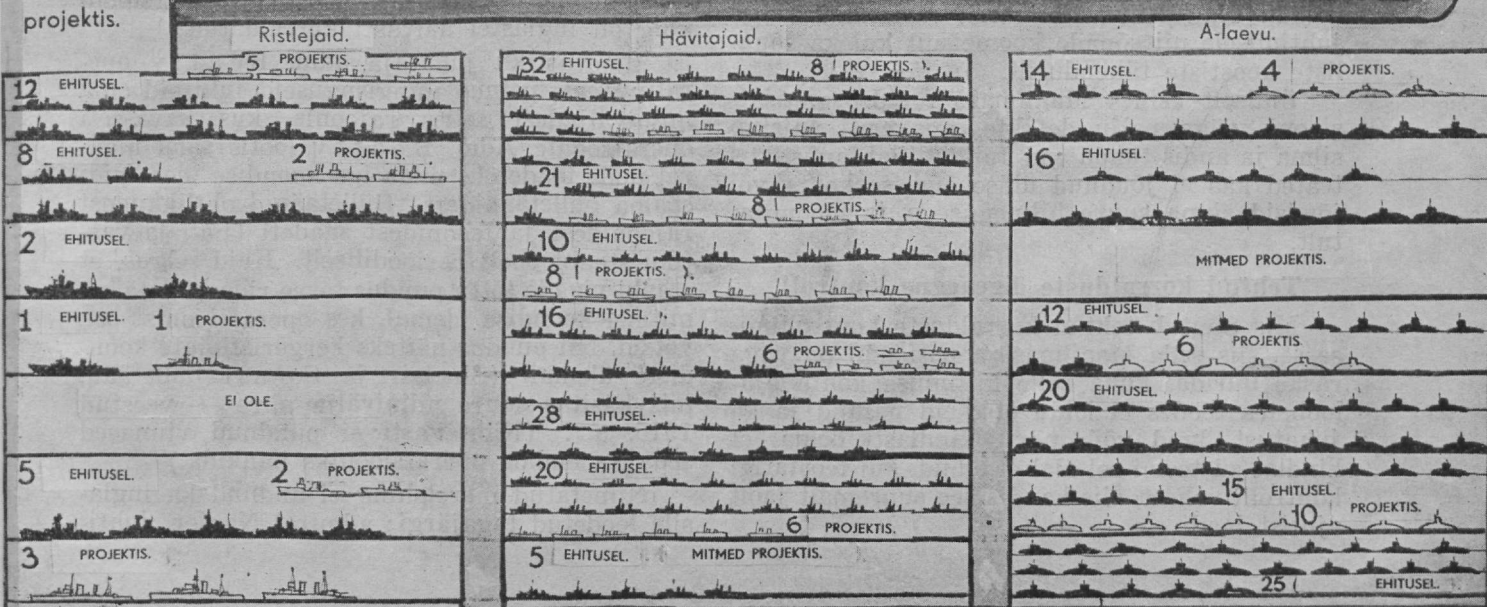 projektis.
Ristlejaid.
5 PROJEKTIS.
12 EHITUSEL.
8 EHITUSEL. 2 PROJEKTIS.
2 EHITUSEL.
1 EHITUSEL. 1 PROJEKTIS.
EI OLE.
5 EHITUSEL. 2 PROJEKTIS.
3 PROJEKTIS.
Hävitajaid.
32 EHITUSEL. 8 PROJEKTIS.
21 EHITUSEL.
8 PROJEKTIS.
10 EHITUSEL.
8 PROJEKTIS.
16 EHITUSEL.
6 PROJEKTIS.
28 EHITUSEL.
20 EHITUSEL.
6 PROJEKTIS.
5 EHITUSEL. MITMED PROJEKTIS.
A-laevu.
14 EHITUSEL. 4 PROJEKTIS.
16 EHITUSEL
MITMED PROJEKTIS.
12 EHITUSEL.
6 PROJEKTIS.
20 EHITUSEL.
15 EHITUSEL.
10 PROJEKTIS.
25 EHITUSEL.